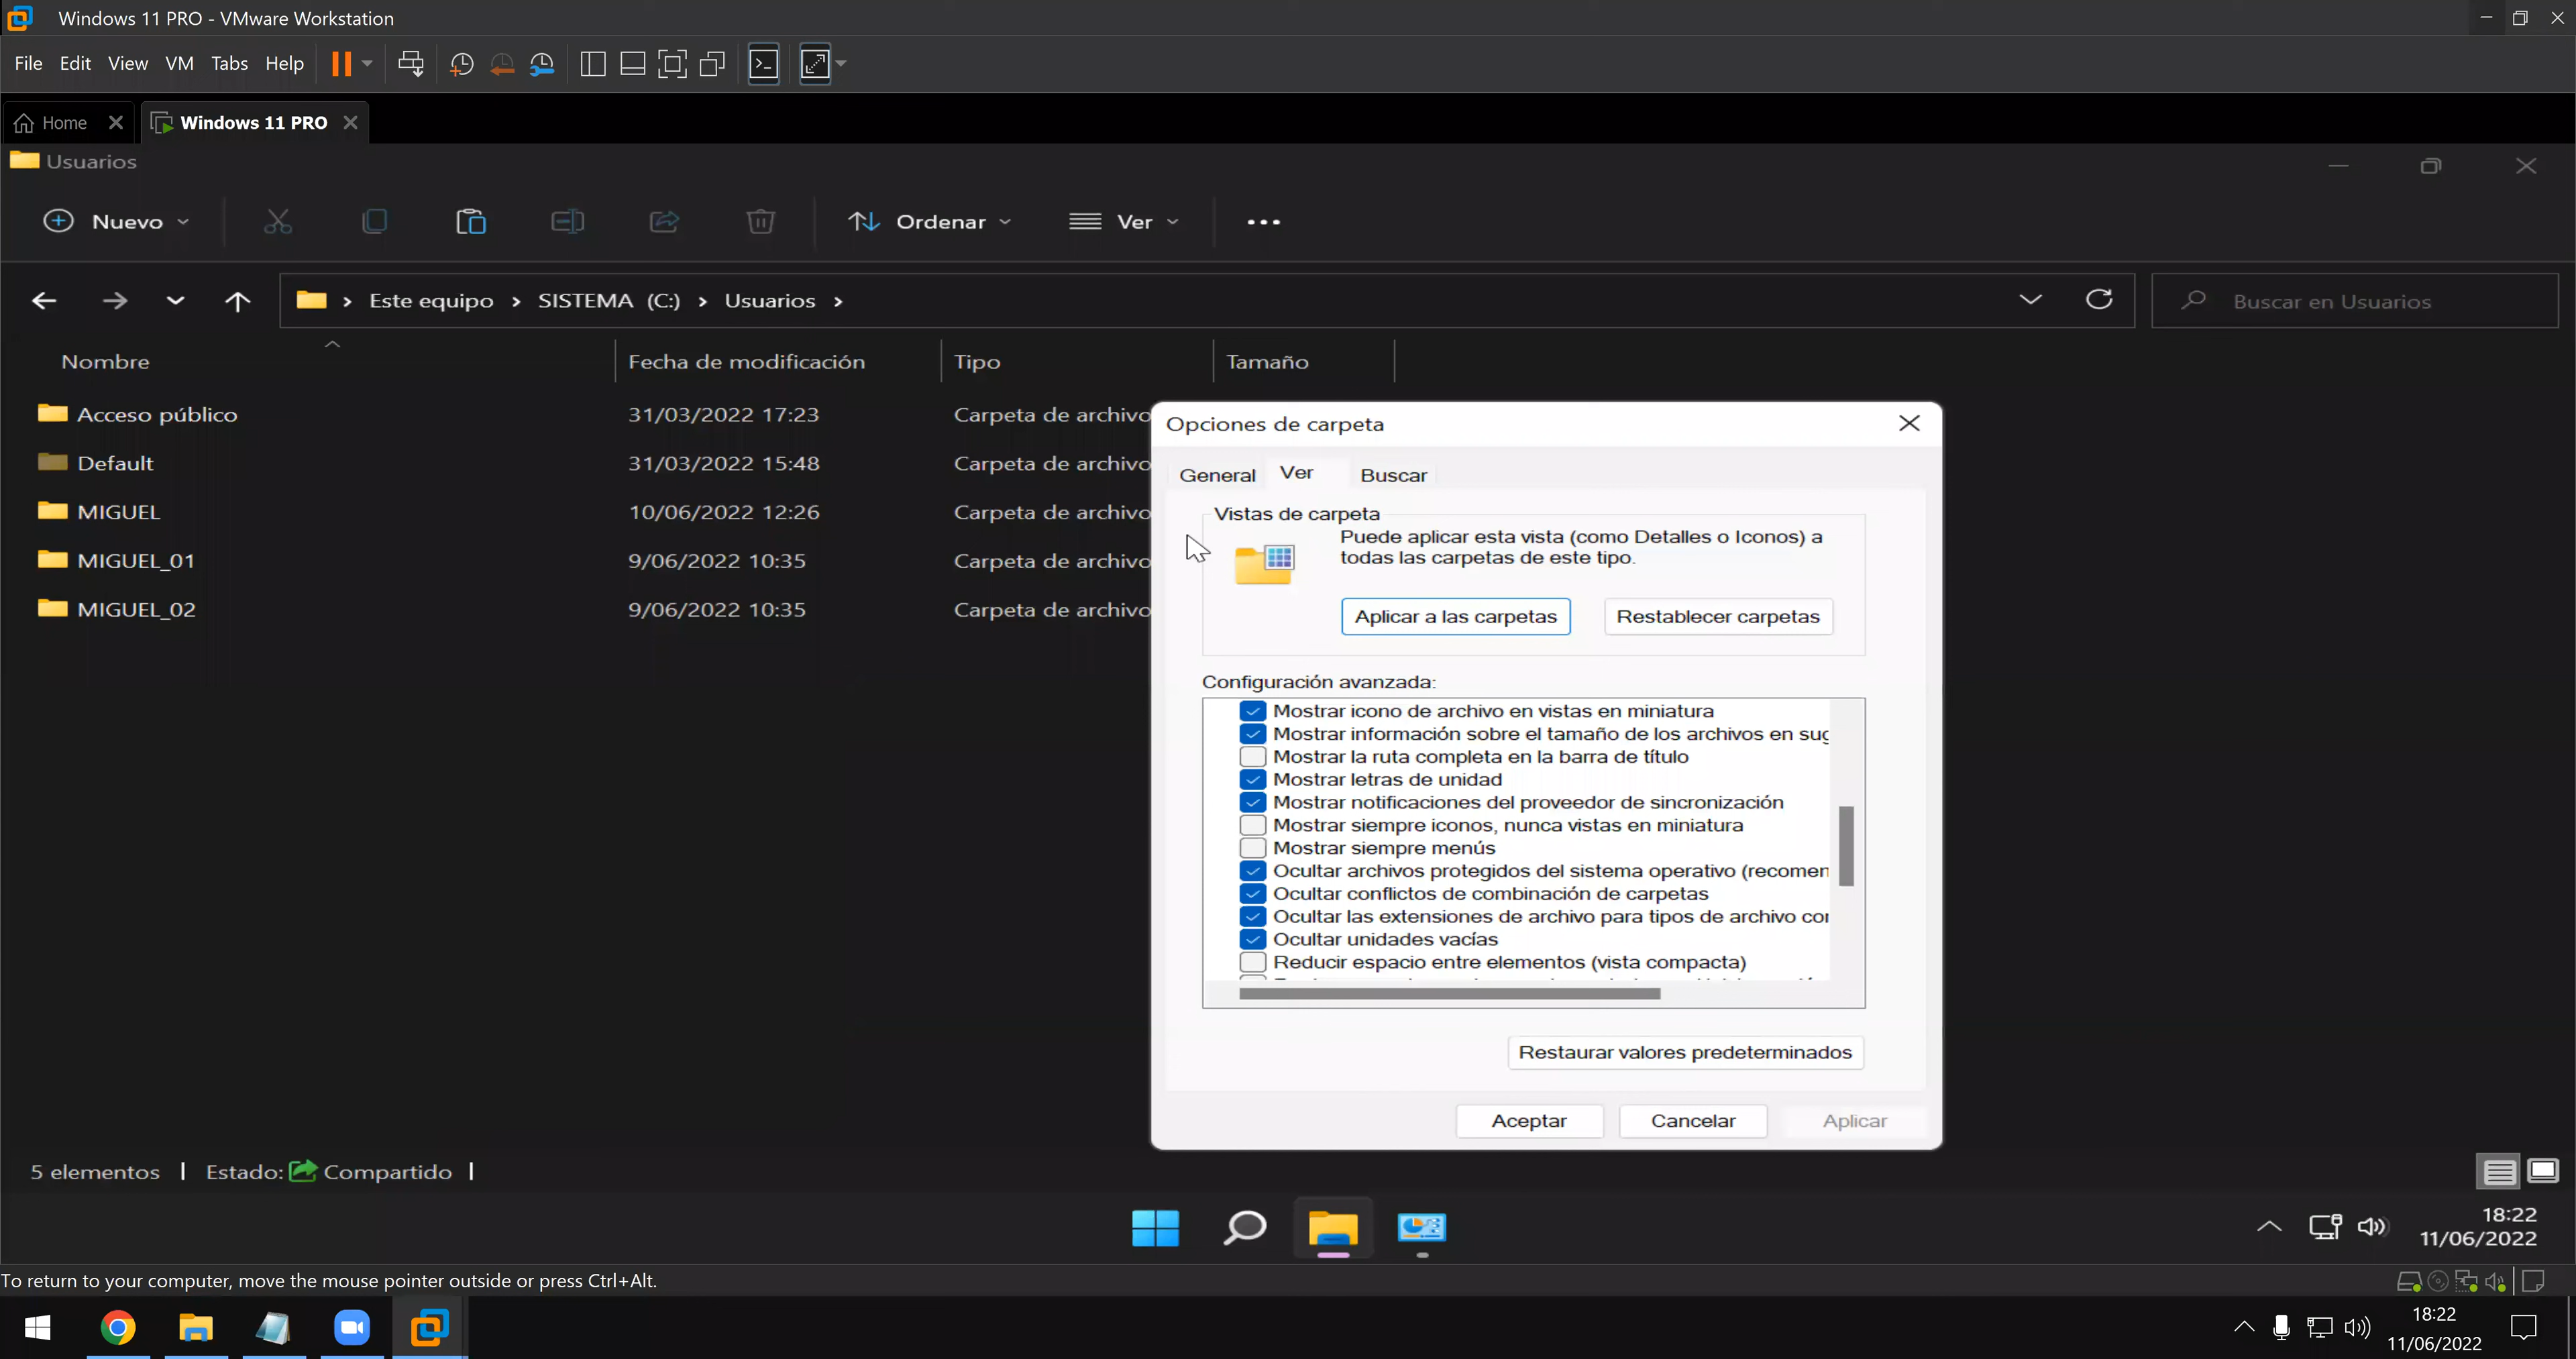 Windows 11 PRO - VMware Workstation
File Edit View VM Tabs Help
Home Windows 11 PRO
Usuarios
Nuevo Ordenar Ver
Este equipo > SISTEMA (C:) > Usuarios >
Buscar en Usuarios
Nombre Fecha de modificación Tipo Tamaño
Acceso público 31/03/2022 17:23 Carpeta de archivo
Default 31/03/2022 15:48 Carpeta de archivo
MIGUEL 10/06/2022 12:26 Carpeta de archivo
MIGUEL_01 9/06/2022 10:35 Carpeta de archivo
MIGUEL_02 9/06/2022 10:35 Carpeta de archivo
Opciones de carpeta
General Ver Buscar
Vistas de carpeta
Puede aplicar esta vista (como Detalles o Iconos) a
todas las carpetas de este tipo.
Aplicar a las carpetas Restablecer carpetas
Configuración avanzada:
Mostrar icono de archivo en vistas en miniatura
Mostrar información sobre el tamaño de los archivos en sug
Mostrar la ruta completa en la barra de título
Mostrar letras de unidad
Mostrar notificaciones del proveedor de sincronización
Mostrar siempre iconos, nunca vistas en miniatura
Mostrar siempre menús
Ocultar archivos protegidos del sistema operativo (recomen
Ocultar conflictos de combinación de carpetas
Ocultar las extensiones de archivo para tipos de archivo cor
Ocultar unidades vacías
Reducir espacio entre elementos (vista compacta)
Restaurar valores predeterminados
Aceptar Cancelar Aplicar
5 elementos | Estado: Compartido |
18:22
11/06/2022
To return to your computer, move the mouse pointer outside or press Ctrl+Alt.
18:22
11/06/2022